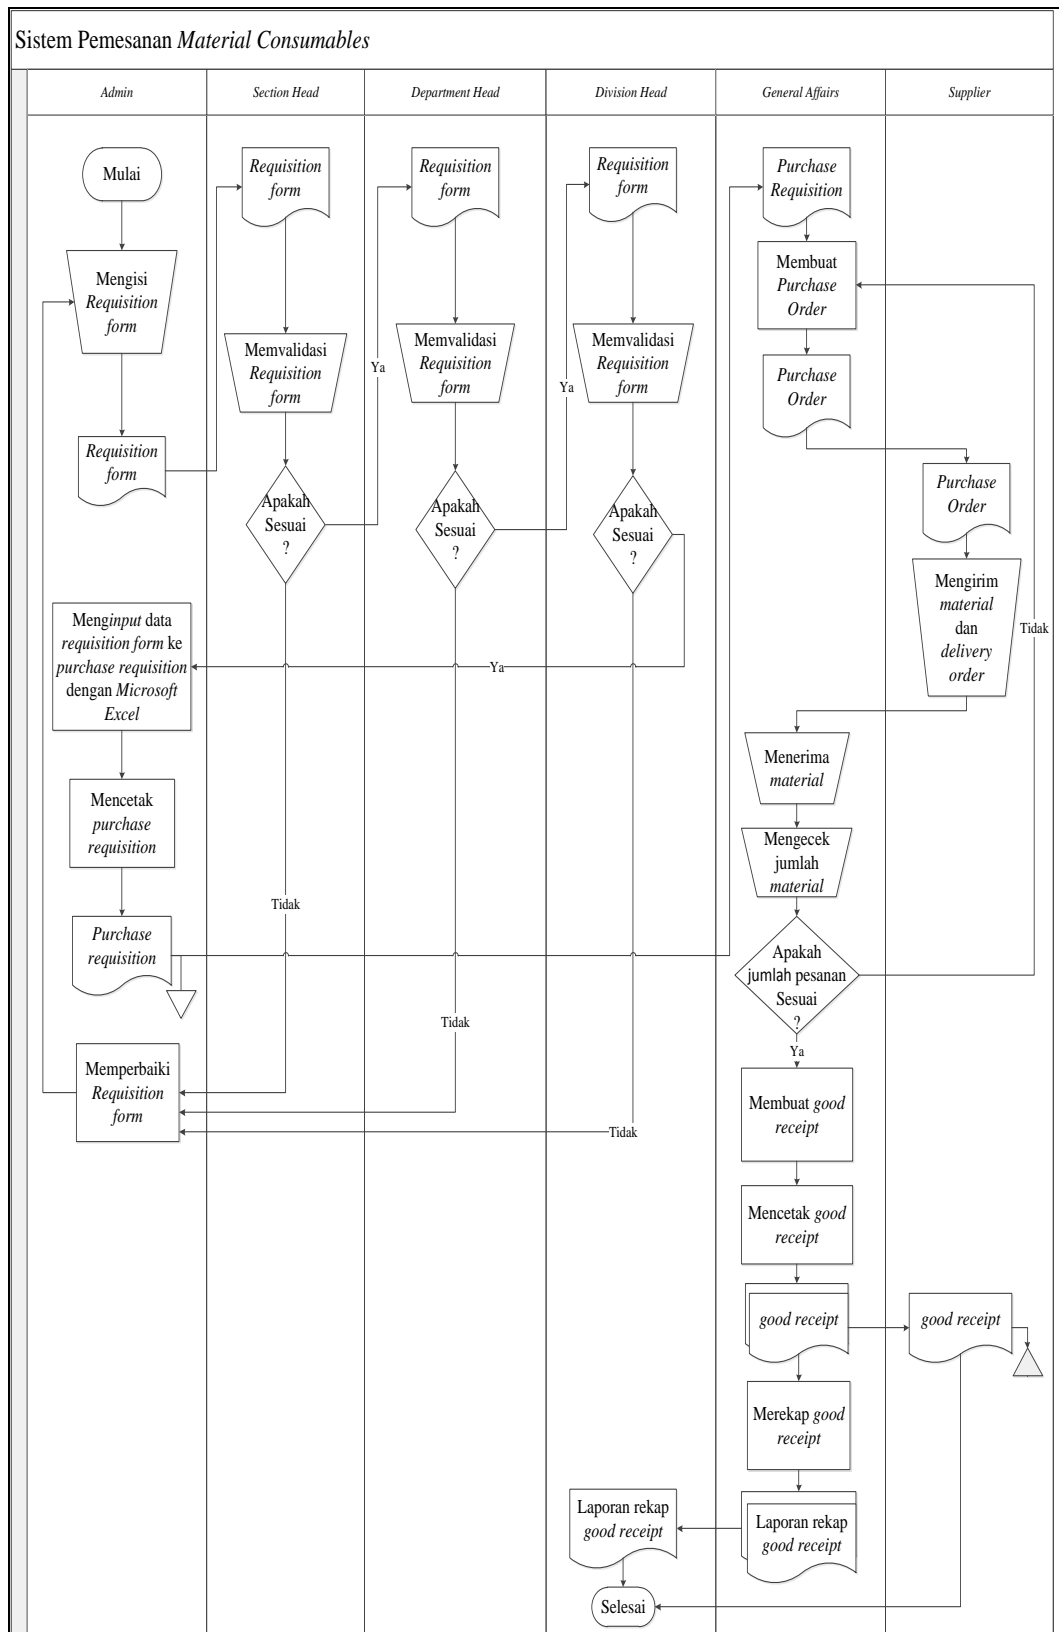 Sistem Pemesanan Material Consumables
Admin
Section Head
Department Head
Division Head
General Affairs
Supplier
Mulai
Mengisi
Requisition
form
Requisition
form
Menginput data
requisition form ke
purchase requisition
dengan Microsoft
Excel
Mencetak
purchase
requisition
Purchase
requisition
Memperbaiki
Requisition
form
Requisition
form
Memvalidasi
Requisition
form
Apakah
Sesuai
?
Ya
Tidak
Requisition
form
Memvalidasi
Requisition
form
Apakah
Sesuai
?
Ya
Tidak
Requisition
form
Memvalidasi
Requisition
form
Apakah
Sesuai
?
Ya
Tidak
Purchase
Requisition
Membuat
Purchase
Order
Purchase
Order
Purchase
Order
Mengirim
material
dan
delivery
order
Tidak
Menerima
material
Mengecek
jumlah
material
Apakah
jumlah pesanan
Sesuai
?
Ya
Membuat good
receipt
Mencetak good
receipt
good receipt
good receipt
Merekap good
receipt
Laporan rekap
good receipt
Laporan rekap
good receipt
Selesai